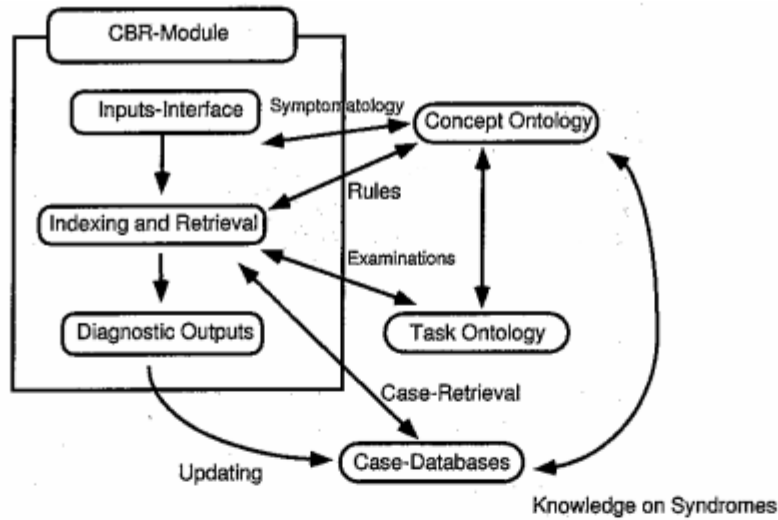 CBR-Module
Inputs-Interface
Symptomatology
Concept Ontology
Rules
Indexing and Retrieval
Examinations
Diagnostic Outputs
Task Ontology
Case-Retrieval
Updating
Case-Databases
Knowledge on Syndromes